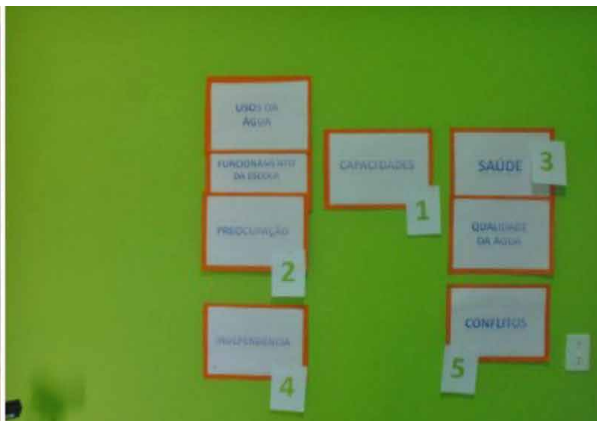 USOS DA
ÁGUA
FUNCIONAMENTO
DA ESCOLA
PREOCUPAÇÃO
2
INDEPENDÊNCIA
4
CAPACIDADES
1
SAÚDE
3
QUALIDADE
DA ÁGUA
CONFLITOS
5